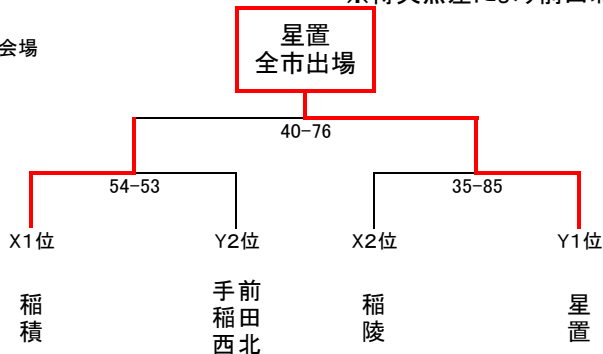 会場
星置
全市出場
40-76
54-53
35-85
X1位
Y2位
X2位
Y1位
稲積
前田北
手稲西
稲陵
星置